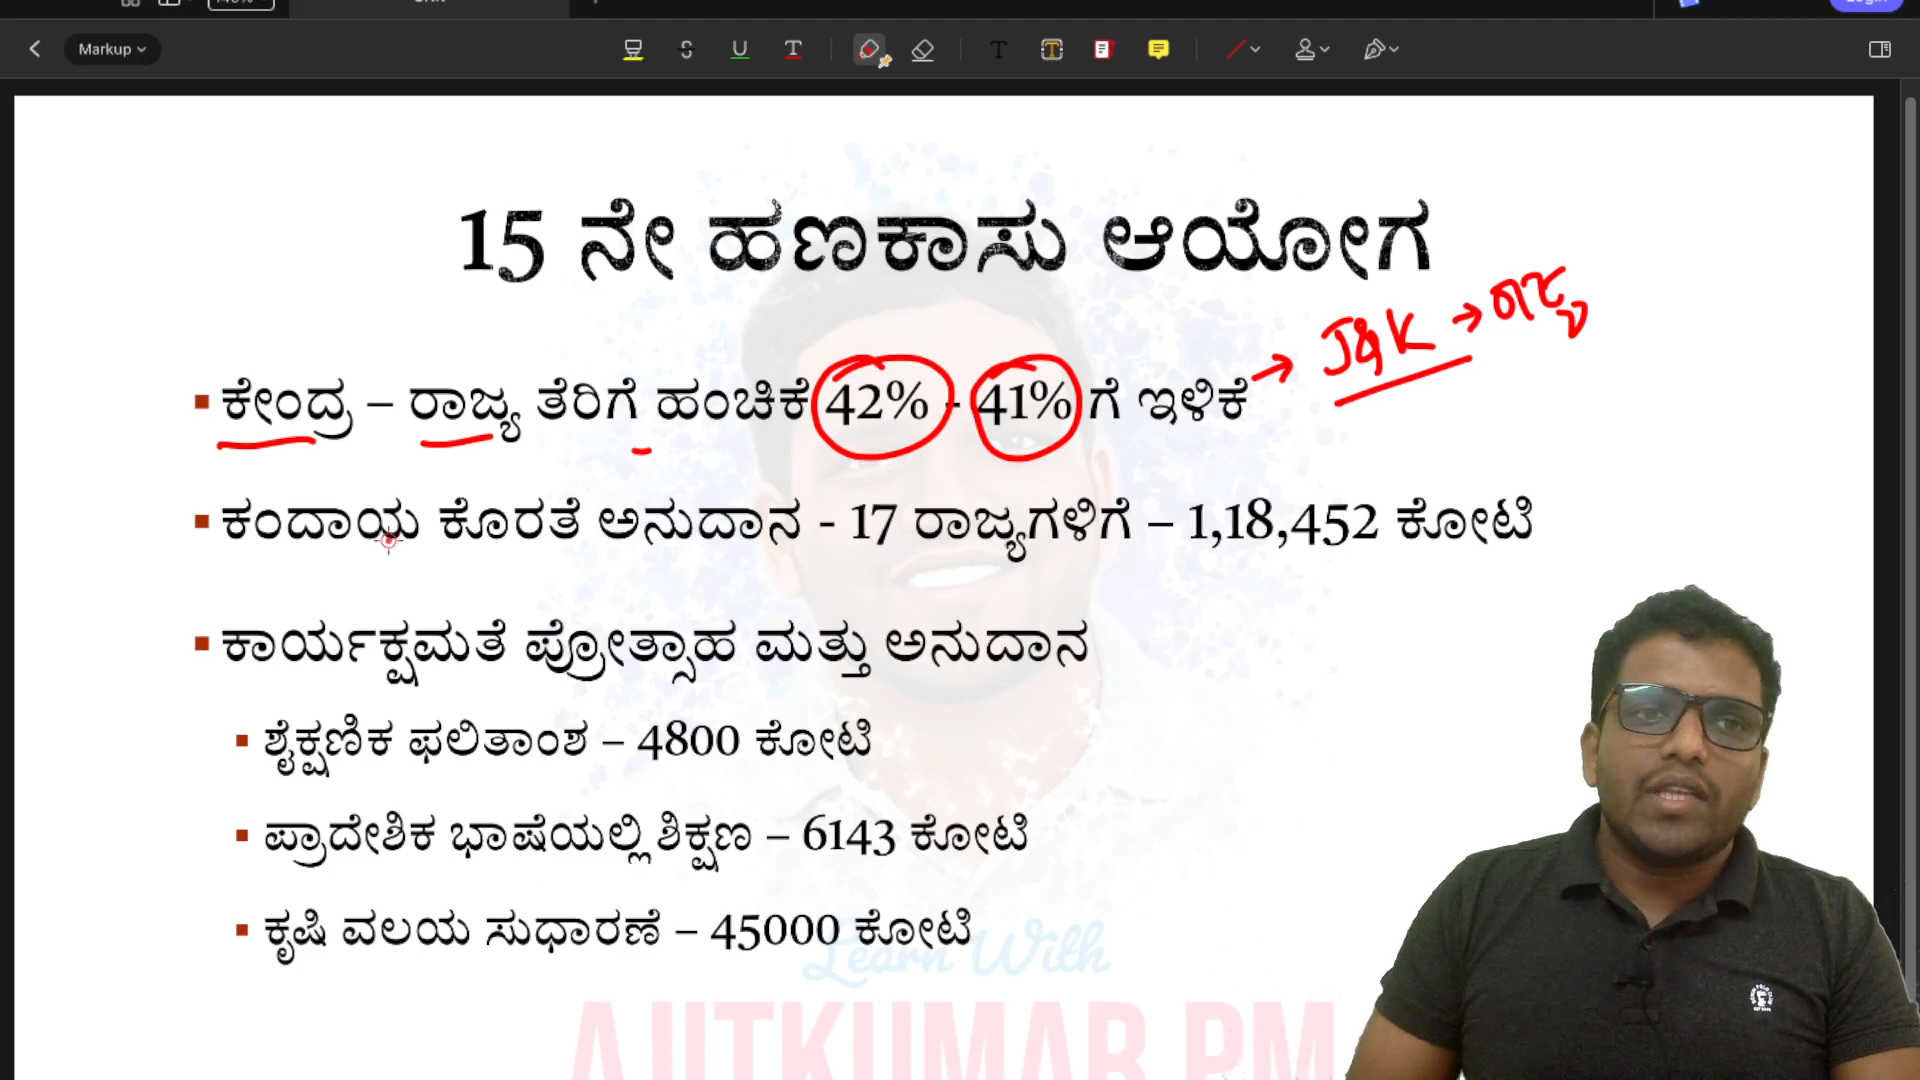 Markup
15 ನೇ ಹಣಕಾಸು ಆಯೋಗ
ಕೇಂದ್ರ – ರಾಜ್ಯ ತೆರಿಗೆ ಹಂಚಿಕೆ 42% - 41% ಗೆ ಇಳಿಕೆ → J&K →
ಕಂದಾಯ ಕೊರತೆ ಅನುದಾನ - 17 ರಾಜ್ಯಗಳಿಗೆ – 1,18,452 ಕೋಟಿ
ಕಾರ್ಯಕ್ಷಮತೆ ಪ್ರೋತ್ಸಾಹ ಮತ್ತು ಅನುದಾನ
ಶೈಕ್ಷಣಿಕ ಫಲಿತಾಂಶ – 4800 ಕೋಟಿ
ಪ್ರಾದೇಶಿಕ ಭಾಷೆಯಲ್ಲಿ ಶಿಕ್ಷಣ – 6143 ಕೋಟಿ
ಕೃಷಿ ವಲಯ ಸುಧಾರಣೆ – 45000 ಕೋಟಿ
Learn With
AJITKUMAR PM